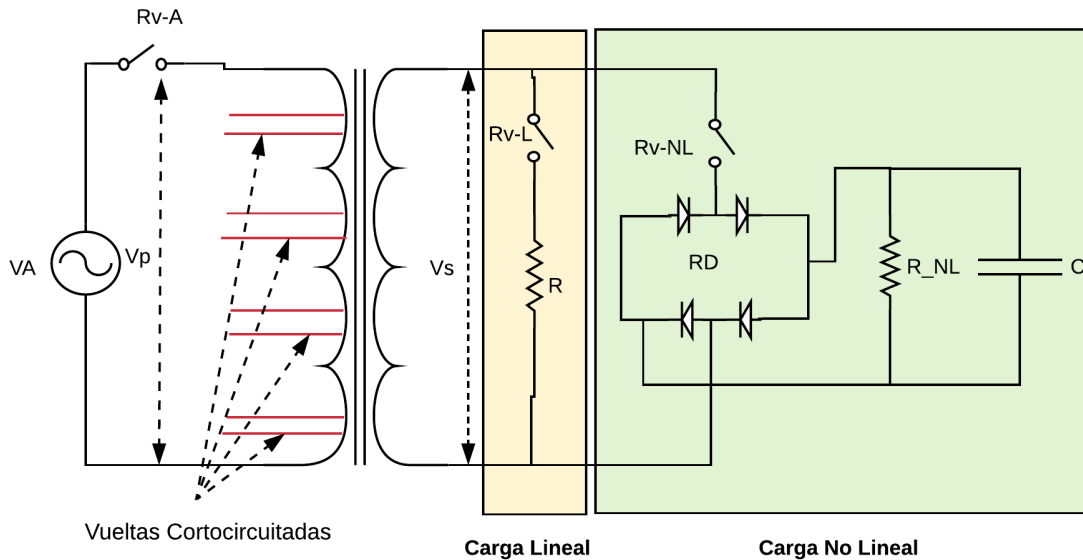 Rv-A
Rv-L
Rv-NL
VA
Vp
Vs
R
RD
R_NL
C
Vueltas Cortocircuitadas
Carga Lineal
Carga No Lineal